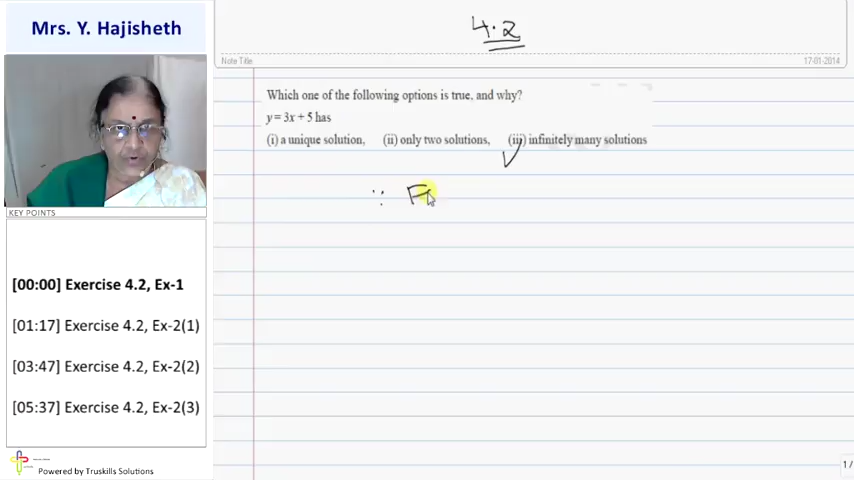 Mrs. Y. Hajisheth
4.2
Note Title
17-01-2014
Which one of the following options is true, and why?
y = 3x + 5 has
(i) a unique solution, (ii) only two solutions, (iii) infinitely many solutions
∵ F
KEY POINTS
[00:00] Exercise 4.2, Ex-1
[01:17] Exercise 4.2, Ex-2(1)
[03:47] Exercise 4.2, Ex-2(2)
[05:37] Exercise 4.2, Ex-2(3)
Powered by Truskills Solutions
1/